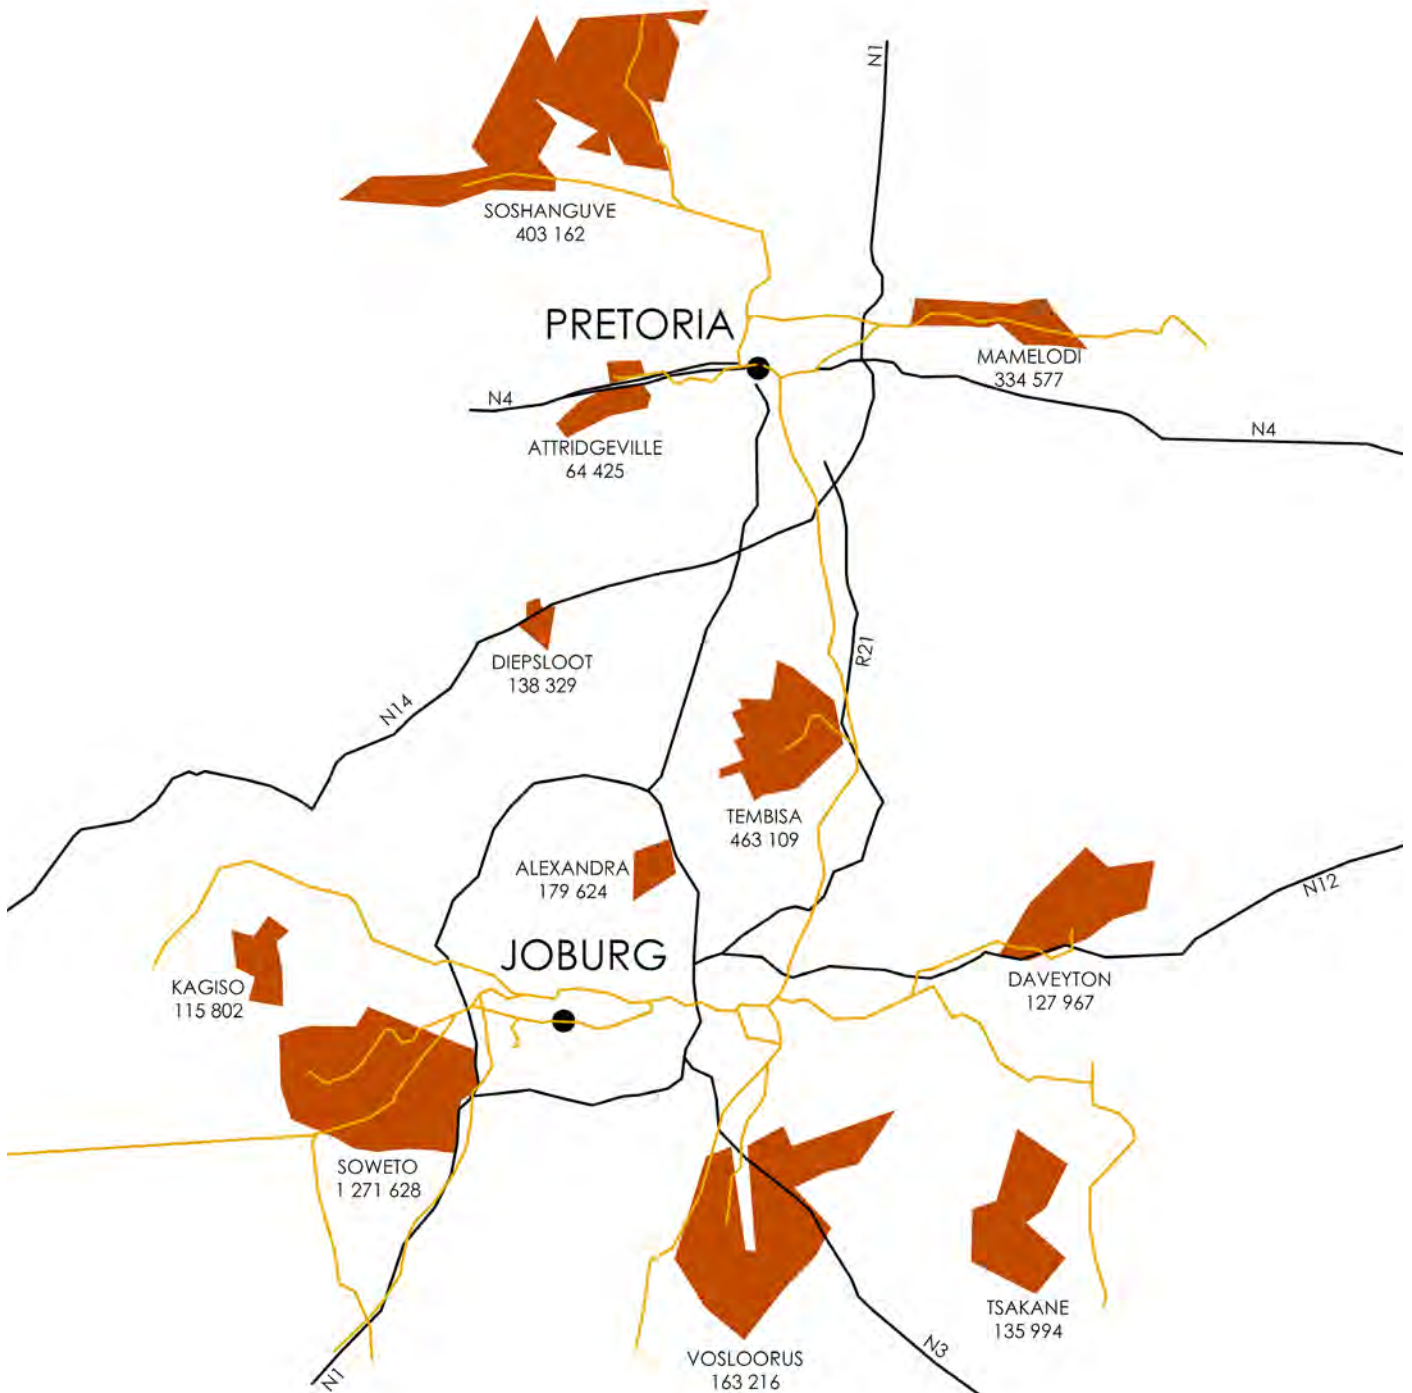 N1
SOSHANGUVE
403 162
PRETORIA
MAMELODI
334 577
N4
N4
ATTRIDGEVILLE
64 425
DIEPSLOOT
138 329
R21
N14
TEMBISA
463 109
ALEXANDRA
179 624
N12
JOBURG
KAGISO
115 802
DAVEYTON
127 967
SOWETO
1 271 628
TSAKANE
135 994
VOSLOORUS
163 216
N3
N1